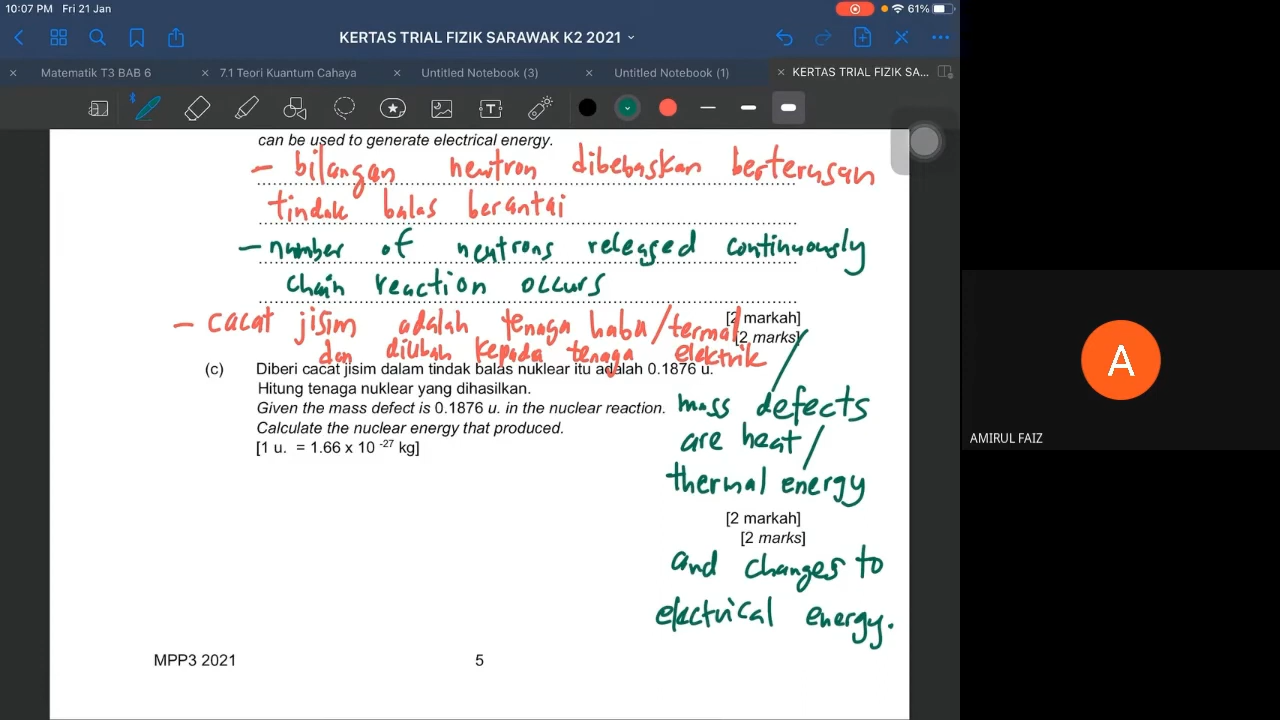 10:07 PM Fri 21 Jan
61%
KERTAS TRIAL FIZIK SARAWAK K2 2021
Matematik T3 BAB 6
7.1 Teori Kuantum Cahaya
Untitled Notebook (3)
Untitled Notebook (1)
KERTAS TRIAL FIZIK SA...
can be used to generate electrical energy.
- bilangan neutron dibebaskan berterusan
tindak balas berantai
- number of neutrons released continuously
chain reaction occurs
[2 markah]
[2 marks]
- cacat jisim adalah tenaga haba/termal
dan diubah kepada tenaga elektrik
(c) Diberi cacat jisim dalam tindak balas nuklear itu adalah 0.1876 u.
Hitung tenaga nuklear yang dihasilkan.
Given the mass defect is 0.1876 u. in the nuclear reaction.
Calculate the nuclear energy that produced.
[1 u. = 1.66 x 10 -27 kg]
mass defects
are heat/
thermal energy
[2 markah]
[2 marks]
and changes to
electrical energy.
MPP3 2021
5
A
AMIRUL FAIZ